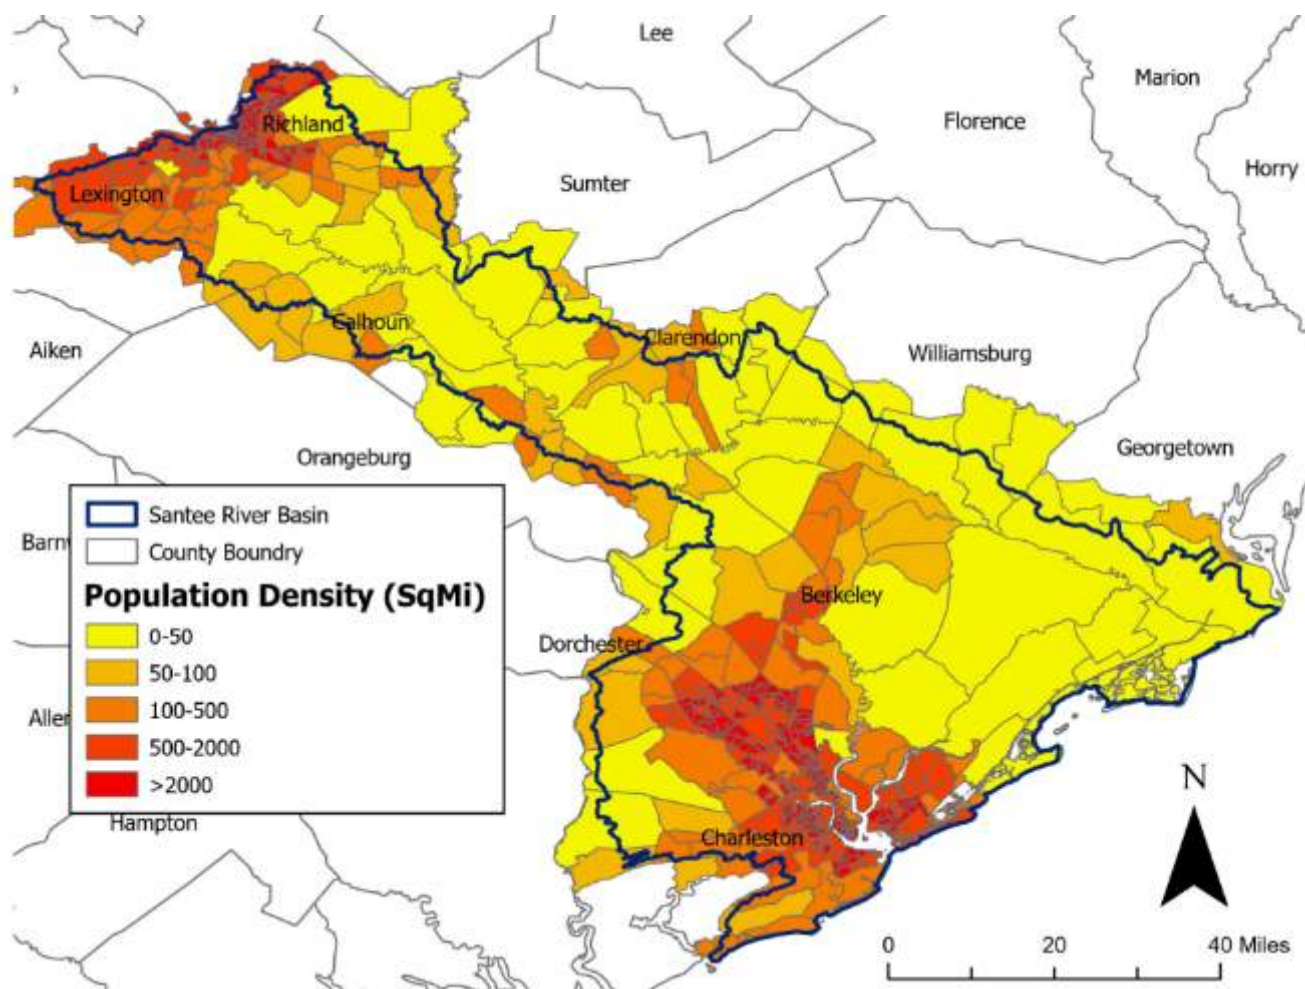 Lee
Marion
Florence
Richland
Horry
Sumter
Lexington
Calhoun
Clarendon
Aiken
Williamsburg
Georgetown
Orangeburg
Santee River Basin
Barnw
County Boundry
Population Density (SqMi)
0-50
Berkeley
Dorchester
50-100
100-500
Aller
500-2000
>2000
N
Hampton
Charleston
0 20 40 Miles